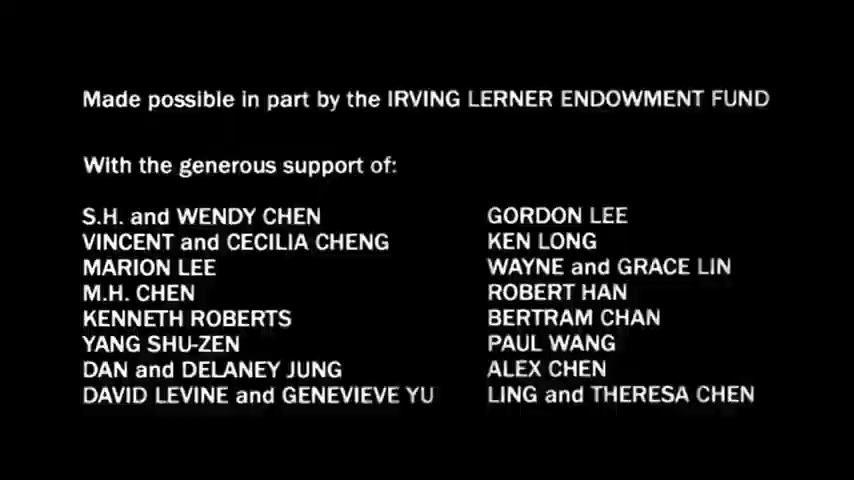 Made possible in part by the IRVING LERNER ENDOWMENT FUND
With the generous support of:
S.H. and WENDY CHEN
VINCENT and CECILIA CHENG
MARION LEE
M.H. CHEN
KENNETH ROBERTS
YANG SHU-ZEN
DAN and DELANEY JUNG
DAVID LEVINE and GENEVIEVE YU
GORDON LEE
KEN LONG
WAYNE and GRACE LIN
ROBERT HAN
BERTRAM CHAN
PAUL WANG
ALEX CHEN
LING and THERESA CHEN